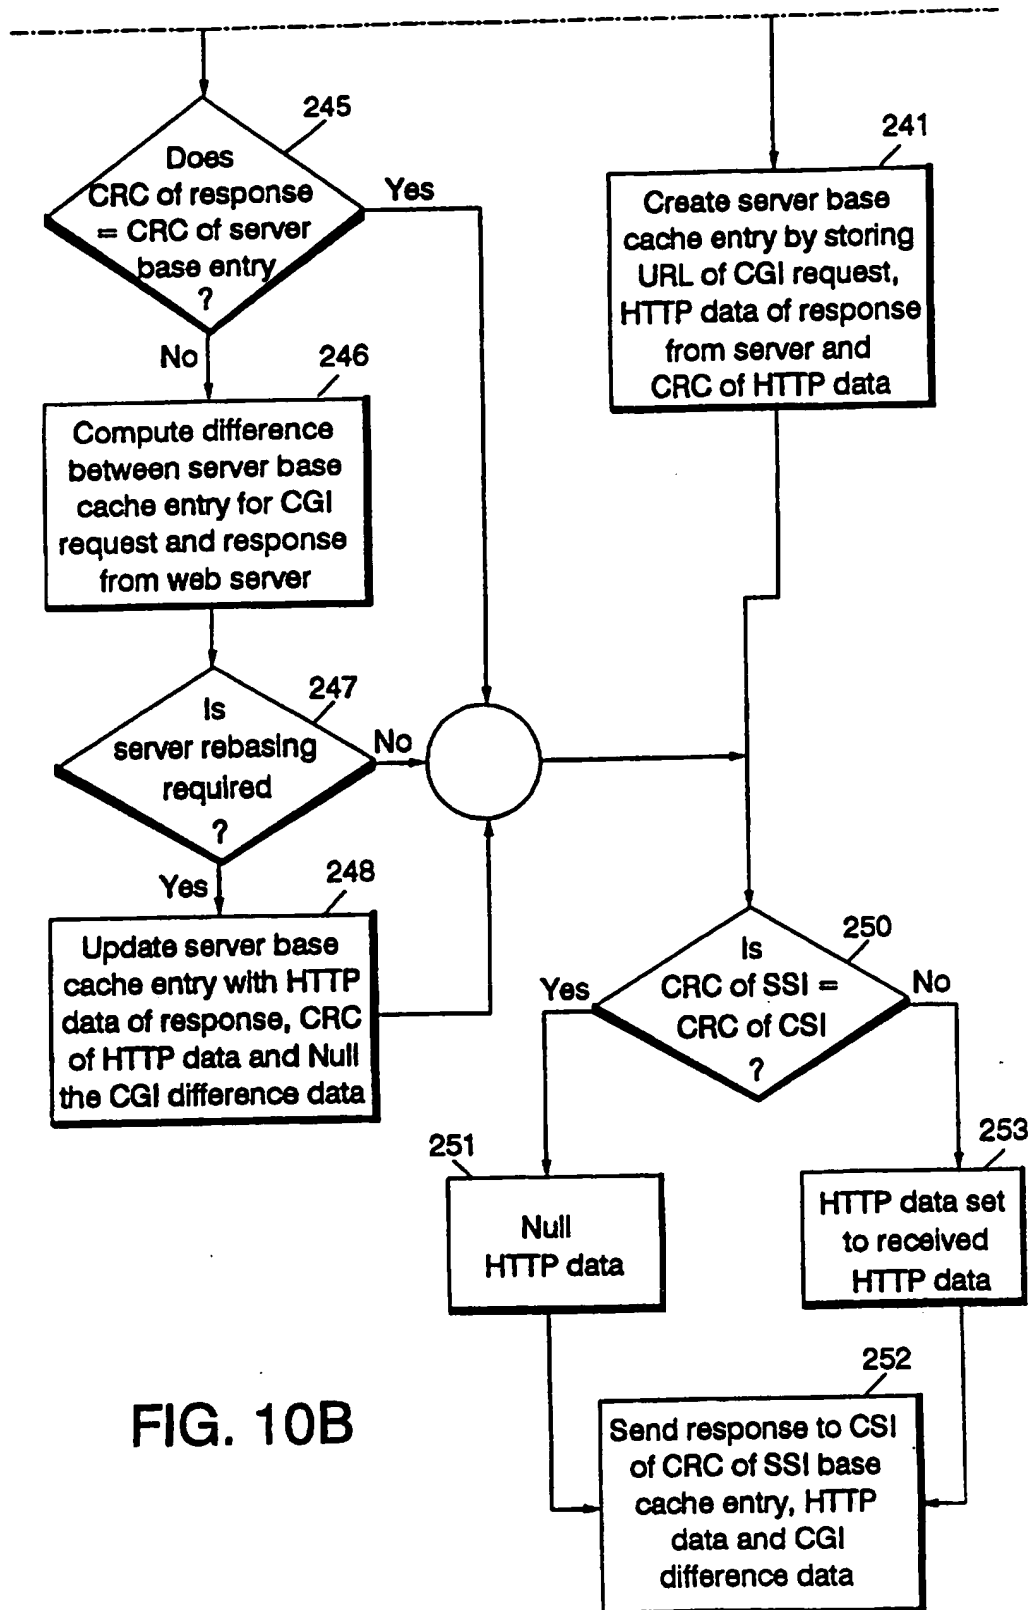 245
Does
CRC of response
= CRC of server
base entry
?
Yes
No
241
Create server base
cache entry by storing
URL of CGI request,
HTTP data of response
from server and
CRC of HTTP data
246
Compute difference
between server base
cache entry for CGI
request and response
from web server
247
Is
server rebasing
required
?
No
Yes
248
Update server base
cache entry with HTTP
data of response, CRC
of HTTP data and Null
the CGI difference data
250
Is
CRC of SSI =
CRC of CSI
?
Yes
No
251
Null
HTTP data
253
HTTP data set
to received
HTTP data
252
Send response to CSI
of CRC of SSI base
cache entry, HTTP
data and CGI
difference data
FIG. 10B